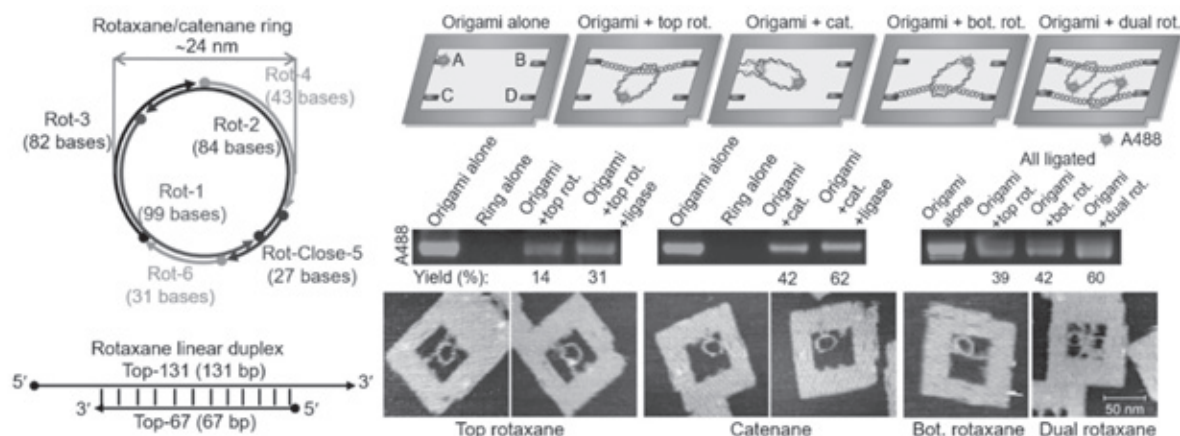 Rotaxane/catenane ring
~24 nm
Rot-4
(43 bases)
Rot-3
(82 bases)
Rot-2
(84 bases)
Rot-1
(99 bases)
Rot-Close-5
(27 bases)
Rot-6
(31 bases)
Rotaxane linear duplex
Top-131 (131 bp)
5′ 3′
3′ 5′
Top-67 (67 bp)
Origami alone Origami + top rot. Origami + cat. Origami + bot. rot. Origami + dual rot.
A B
C D
A488
All ligated
Origami alone
Ring alone
Origami
+top rot.
Origami
+top rot.
+ligase
Origami alone
Ring alone
Origami
+cat.
Origami
+cat.
+ligase
Origami
alone
Origami
+top rot.
Origami
+bot. rot.
Origami
+dual rot.
A488
Yield (%): 14 31 42 62 39 42 60
50 nm
Top rotaxane Catenane Bot. rotaxane Dual rotaxane